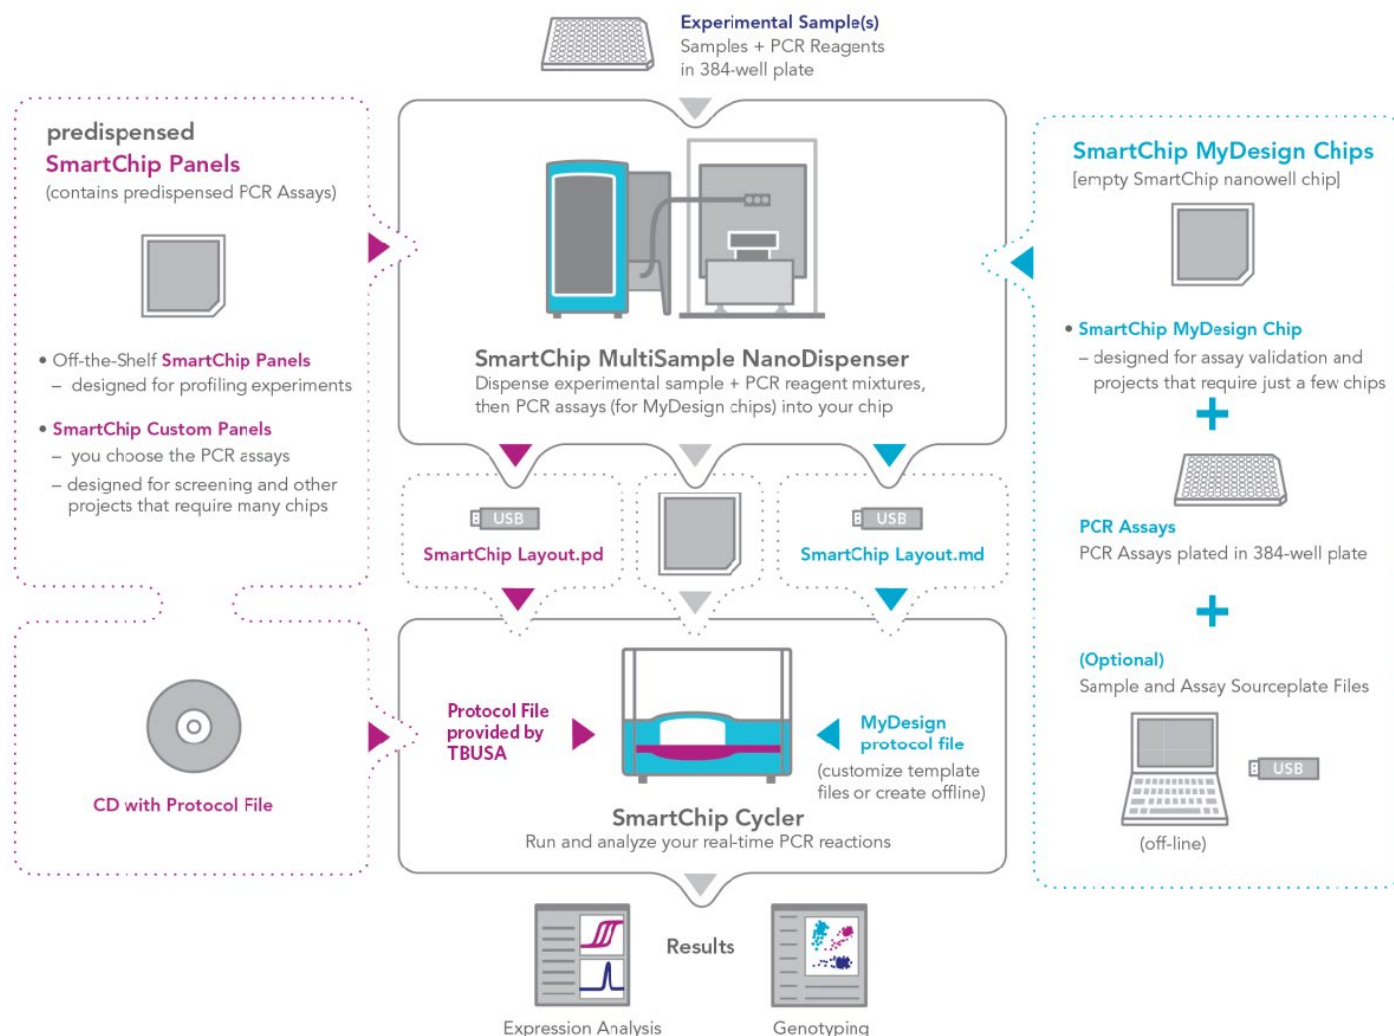 Experimental Sample(s)
Samples + PCR Reagents
in 384-well plate
predispensed
SmartChip Panels
(contains predispensed PCR Assays)
• Off-the-Shelf SmartChip Panels
– designed for profiling experiments
• SmartChip Custom Panels
– you choose the PCR assays
– designed for screening and other
projects that require many chips
CD with Protocol File
SmartChip MultiSample NanoDispenser
Dispense experimental sample + PCR reagent mixtures,
then PCR assays (for MyDesign chips) into your chip
USB
SmartChip Layout.pd
USB
SmartChip Layout.md
Protocol File
provided by
TBUSA
MyDesign
protocol file
(customize template
files or create offline)
SmartChip Cycler
Run and analyze your real-time PCR reactions
SmartChip MyDesign Chips
[empty SmartChip nanowell chip]
• SmartChip MyDesign Chip
– designed for assay validation and
projects that require just a few chips
+
PCR Assays
PCR Assays plated in 384-well plate
+
(Optional)
Sample and Assay Sourceplate Files
USB
(off-line)
Results
Expression Analysis
Genotyping